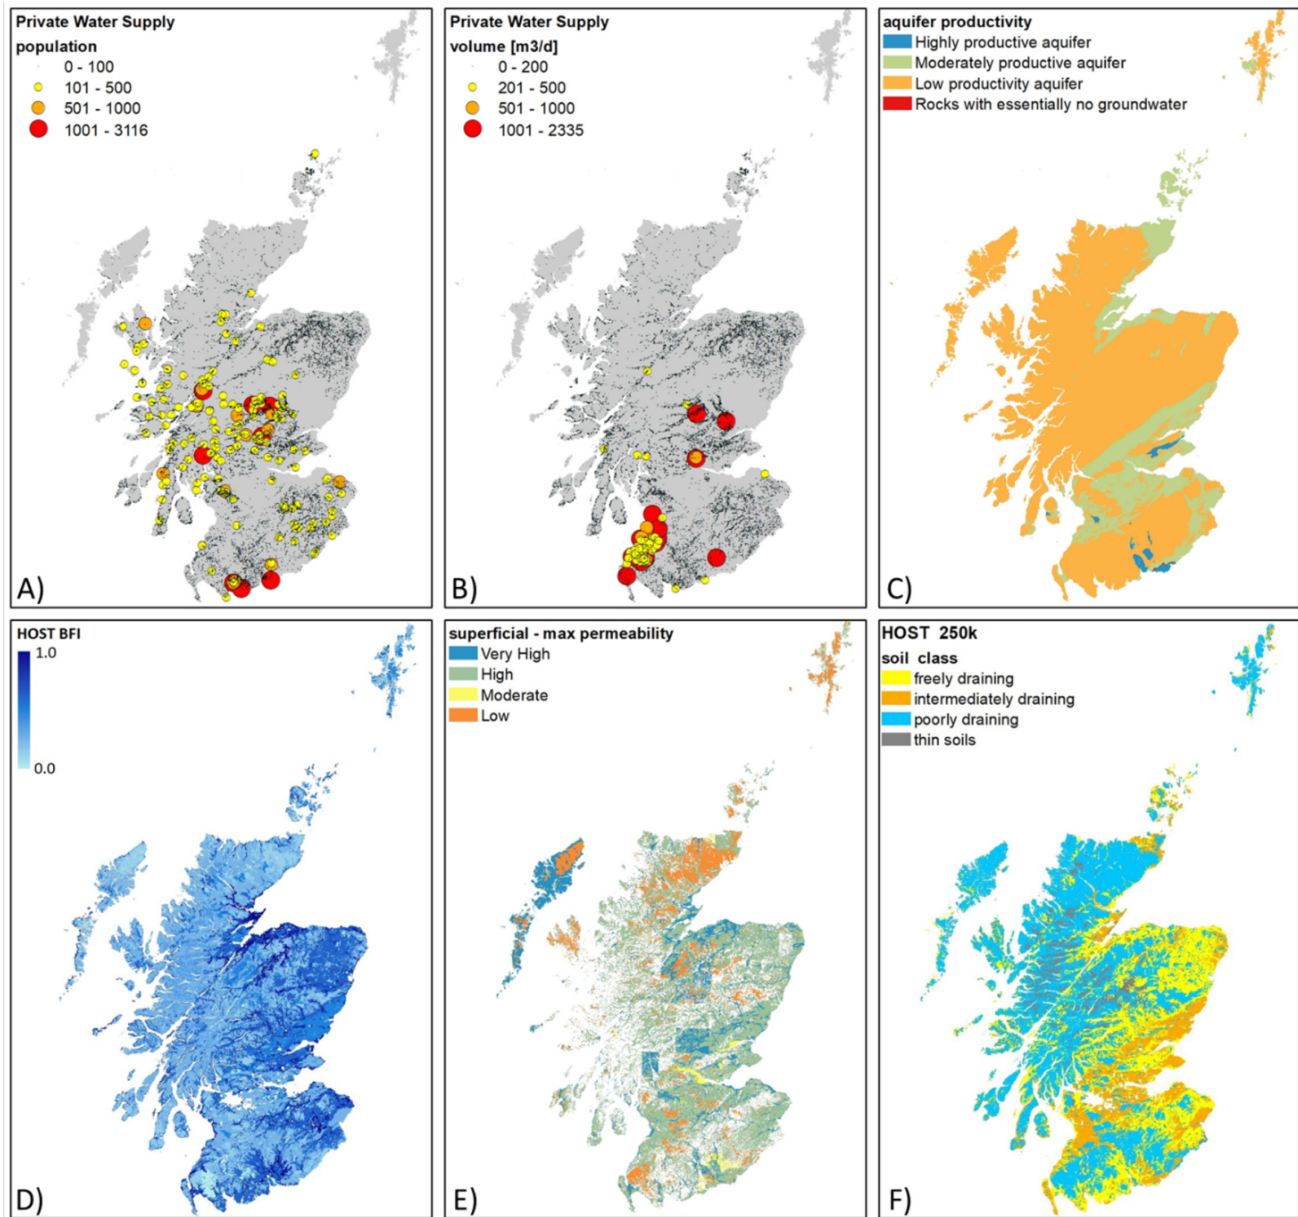 Private Water Supply
population
0 - 100
101 - 500
501 - 1000
1001 - 3116
A)
Private Water Supply
volume [m3/d]
0 - 200
201 - 500
501 - 1000
1001 - 2335
B)
aquifer productivity
Highly productive aquifer
Moderately productive aquifer
Low productivity aquifer
Rocks with essentially no groundwater
C)
HOST BFI
1.0
0.0
D)
superficial - max permeability
Very High
High
Moderate
Low
E)
HOST 250k
soil class
freely draining
intermediately draining
poorly draining
thin soils
F)